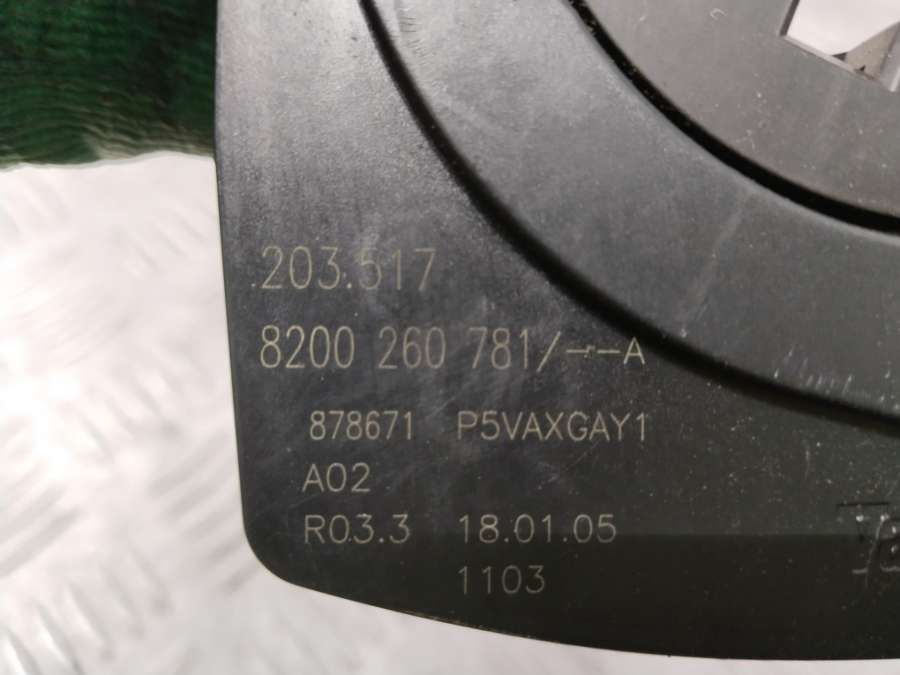 203.517
8200 260 781/---A
878671 P5VAXGAY1
A02
R03.3 18.01.05
1103